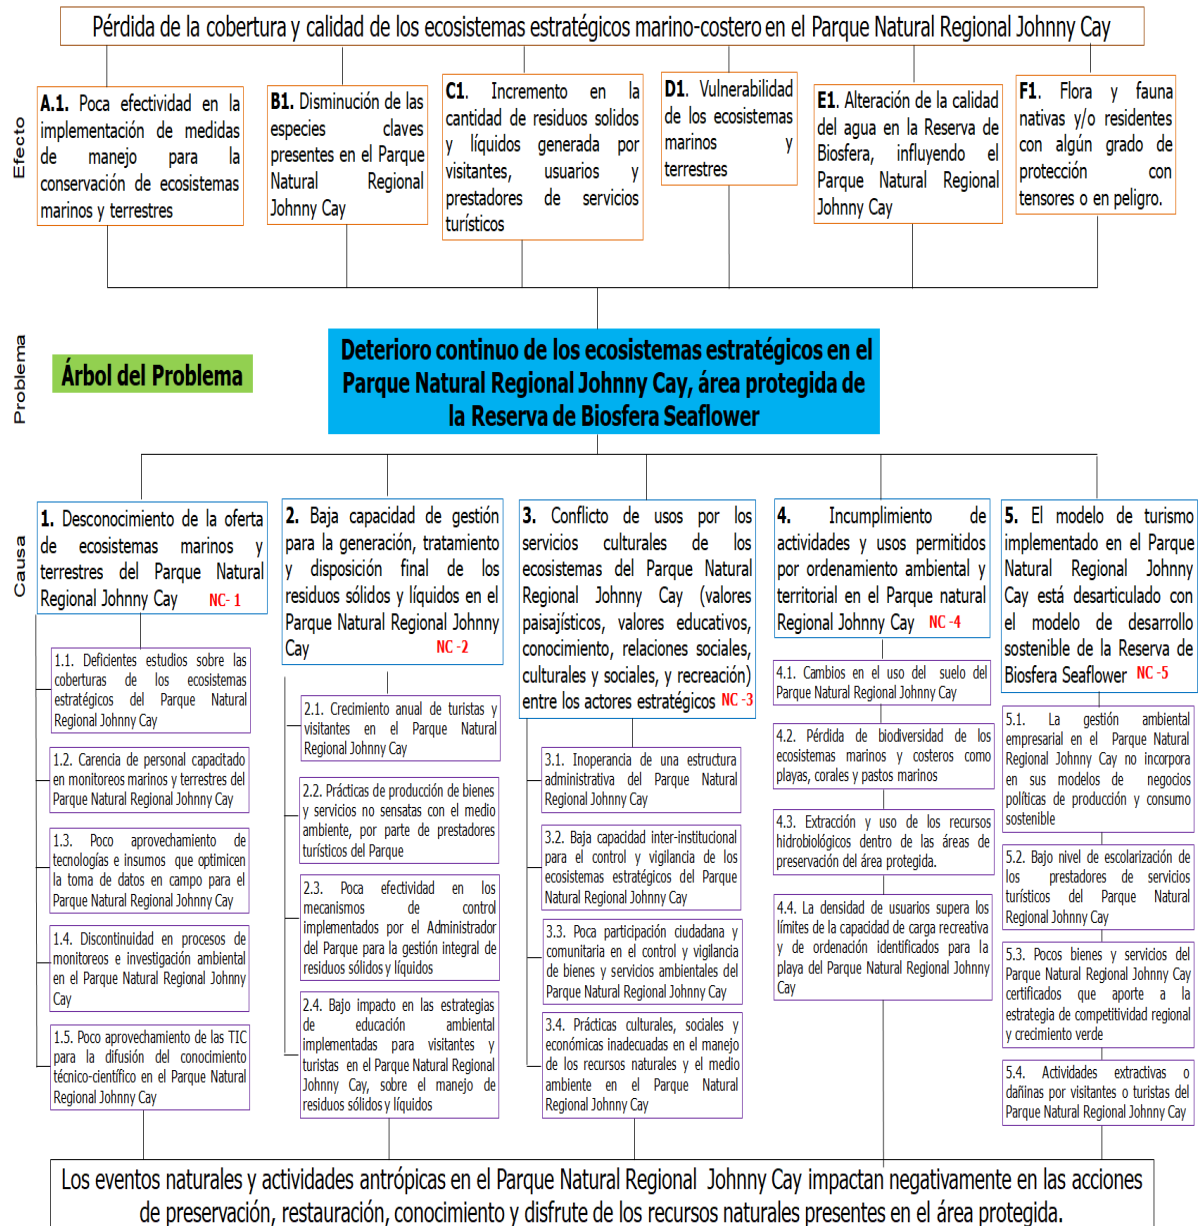 Pérdida de la cobertura y calidad de los ecosistemas estratégicos marino-costero en el Parque Natural Regional Johnny Cay
Efecto
A.1. Poca efectividad en la
implementación de medidas
de manejo para la
conservación de ecosistemas
marinos y terrestres
B1. Disminución de las
especies claves
presentes en el Parque
Natural Regional
Johnny Cay
C1. Incremento en la
cantidad de residuos solidos
y líquidos generada por
visitantes, usuarios y
prestadores de servicios
turísticos
D1. Vulnerabilidad
de los ecosistemas
marinos y
terrestres
E1. Alteración de la calidad
del agua en la Reserva de
Biosfera, influyendo el
Parque Natural Regional
Johnny Cay
F1. Flora y fauna
nativas y/o residentes
con algún grado de
protección con
tensores o en peligro.
Problema
Árbol del Problema
Deterioro continuo de los ecosistemas estratégicos en el
Parque Natural Regional Johnny Cay, área protegida de
la Reserva de Biosfera Seaflower
Causa
1. Desconocimiento de la oferta
de ecosistemas marinos y
terrestres del Parque Natural
Regional Johnny Cay NC- 1
1.1. Deficientes estudios sobre las
coberturas de los ecosistemas
estratégicos del Parque Natural
Regional Johnny Cay
1.2. Carencia de personal capacitado
en monitoreos marinos y terrestres del
Parque Natural Regional Johnny Cay
1.3. Poco aprovechamiento de
tecnologías e insumos que optimicen
la toma de datos en campo para el
Parque Natural Regional Johnny Cay
1.4. Discontinuidad en procesos de
monitoreos e investigación ambiental
en el Parque Natural Regional Johnny
Cay
1.5. Poco aprovechamiento de las TIC
para la difusión del conocimiento
técnico-científico en el Parque Natural
Regional Johnny Cay
2. Baja capacidad de gestión
para la generación, tratamiento
y disposición final de los
residuos sólidos y líquidos en el
Parque Natural Regional Johnny
Cay NC -2
2.1. Crecimiento anual de turistas y
visitantes en el Parque Natural
Regional Johnny Cay
2.2. Prácticas de producción de bienes
y servicios no sensatas con el medio
ambiente, por parte de prestadores
turísticos del Parque
2.3. Poca efectividad en los
mecanismos de control
implementados por el Administrador
del Parque para la gestión integral de
residuos sólidos y líquidos
2.4. Bajo impacto en las estrategias
de educación ambiental
implementadas para visitantes y
turistas en el Parque Natural Regional
Johnny Cay, sobre el manejo de
residuos sólidos y líquidos
3. Conflicto de usos por los
servicios culturales de los
ecosistemas del Parque Natural
Regional Johnny Cay (valores
paisajísticos, valores educativos,
conocimiento, relaciones sociales,
culturales y sociales, y recreación)
entre los actores estratégicos NC -3
3.1. Inoperancia de una estructura
administrativa del Parque Natural
Regional Johnny Cay
3.2. Baja capacidad inter-institucional
para el control y vigilancia de los
ecosistemas estratégicos del Parque
Natural Regional Johnny Cay
3.3. Poca participación ciudadana y
comunitaria en el control y vigilancia
de bienes y servicios ambientales del
Parque Natural Regional Johnny Cay
3.4. Prácticas culturales, sociales y
económicas inadecuadas en el manejo
de los recursos naturales y el medio
ambiente en el Parque Natural
Regional Johnny Cay
4. Incumplimiento de
actividades y usos permitidos
por ordenamiento ambiental y
territorial en el Parque natural
Regional Johnny Cay NC -4
4.1. Cambios en el uso del suelo del
Parque Natural Regional Johnny Cay
4.2. Pérdida de biodiversidad de los
ecosistemas marinos y costeros como
playas, corales y pastos marinos
4.3. Extracción y uso de los recursos
hidrobiológicos dentro de las áreas de
preservación del área protegida.
4.4. La densidad de usuarios supera los
límites de la capacidad de carga recreativa
y de ordenación identificados para la
playa del Parque Natural Regional Johnny
Cay
5. El modelo de turismo
implementado en el Parque
Natural Regional Johnny
Cay está desarticulado con
el modelo de desarrollo
sostenible de la Reserva de
Biosfera Seaflower NC -5
5.1. La gestión ambiental
empresarial en el Parque Natural
Regional Johnny Cay no incorpora
en sus modelos de negocios
políticas de producción y consumo
sostenible
5.2. Bajo nivel de escolarización de
los prestadores de servicios
turísticos del Parque Natural
Regional Johnny Cay
5.3. Pocos bienes y servicios del
Parque Natural Regional Johnny Cay
certificados que aporte a la
estrategia de competitividad regional
y crecimiento verde
5.4. Actividades extractivas o
dañinas por visitantes o turistas del
Parque Natural Regional Johnny Cay
Los eventos naturales y actividades antrópicas en el Parque Natural Regional Johnny Cay impactan negativamente en las acciones
de preservación, restauración, conocimiento y disfrute de los recursos naturales presentes en el área protegida.